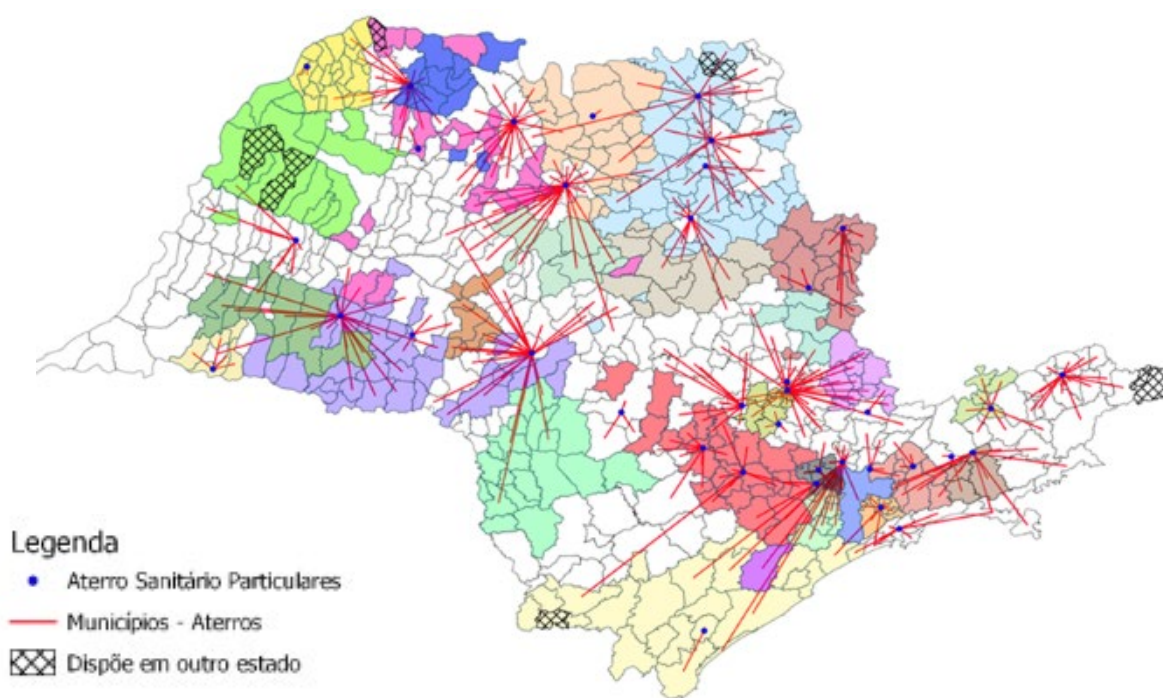 Legenda
Aterro Sanitário Particulares
Municípios - Aterros
Dispõe em outro estado